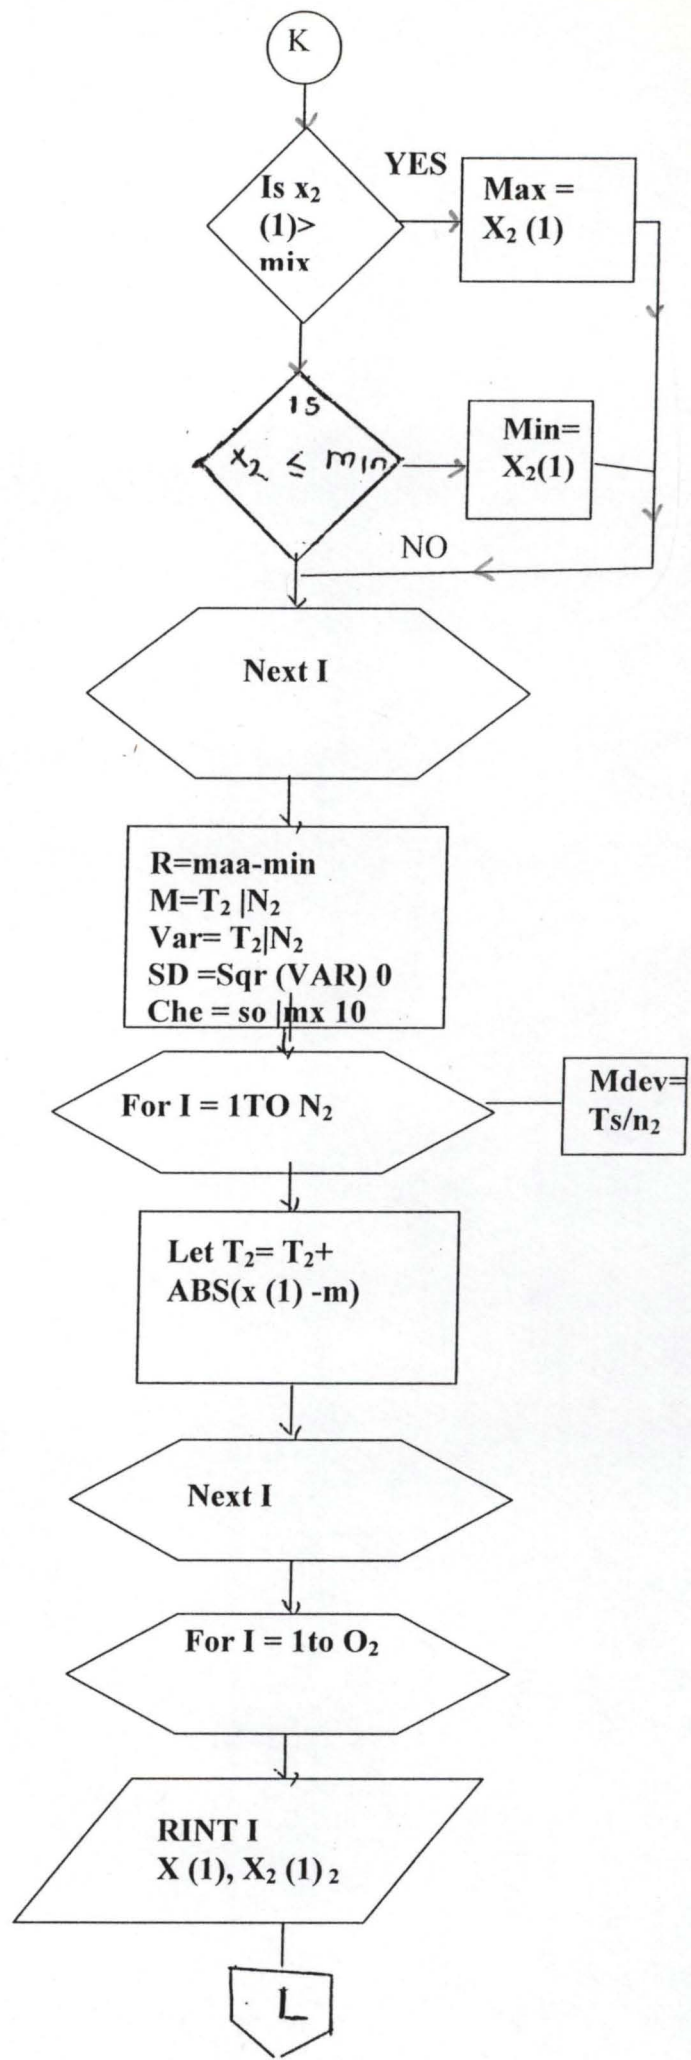 K
Is x₂
(1)>
mix
YES
Max =
X₂ (1)
IS
x₂ ≤ min
Min=
X₂(1)
NO
Next I
R=maa-min
M=T₂ |N₂
Var= T₂|N₂
SD =Sqr (VAR) 0
Che = so |mx 10
For I = 1TO N₂
Mdev=
Ts/n₂
Let T₂= T₂+
ABS(x (1) -m)
Next I
For I = 1to O₂
RINT I
X (1), X₂ (1) ₂
L